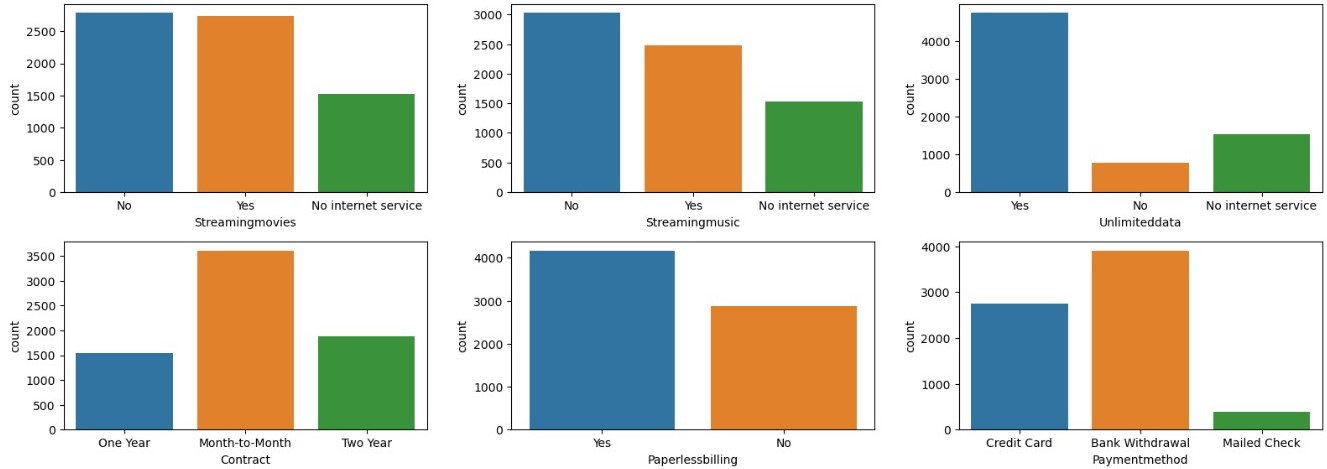 count
2500
2000
1500
1000
500
0
No Yes No internet service
Streamingmovies
count
3000
2500
2000
1500
1000
500
0
No Yes No internet service
Streamingmusic
count
4000
3000
2000
1000
0
Yes No No internet service
Unlimiteddata
count
3500
3000
2500
2000
1500
1000
500
0
One Year Month-to-Month Two Year
Contract
count
4000
3000
2000
1000
0
Yes No
Paperlessbilling
count
4000
3000
2000
1000
0
Credit Card Bank Withdrawal Mailed Check
Paymentmethod